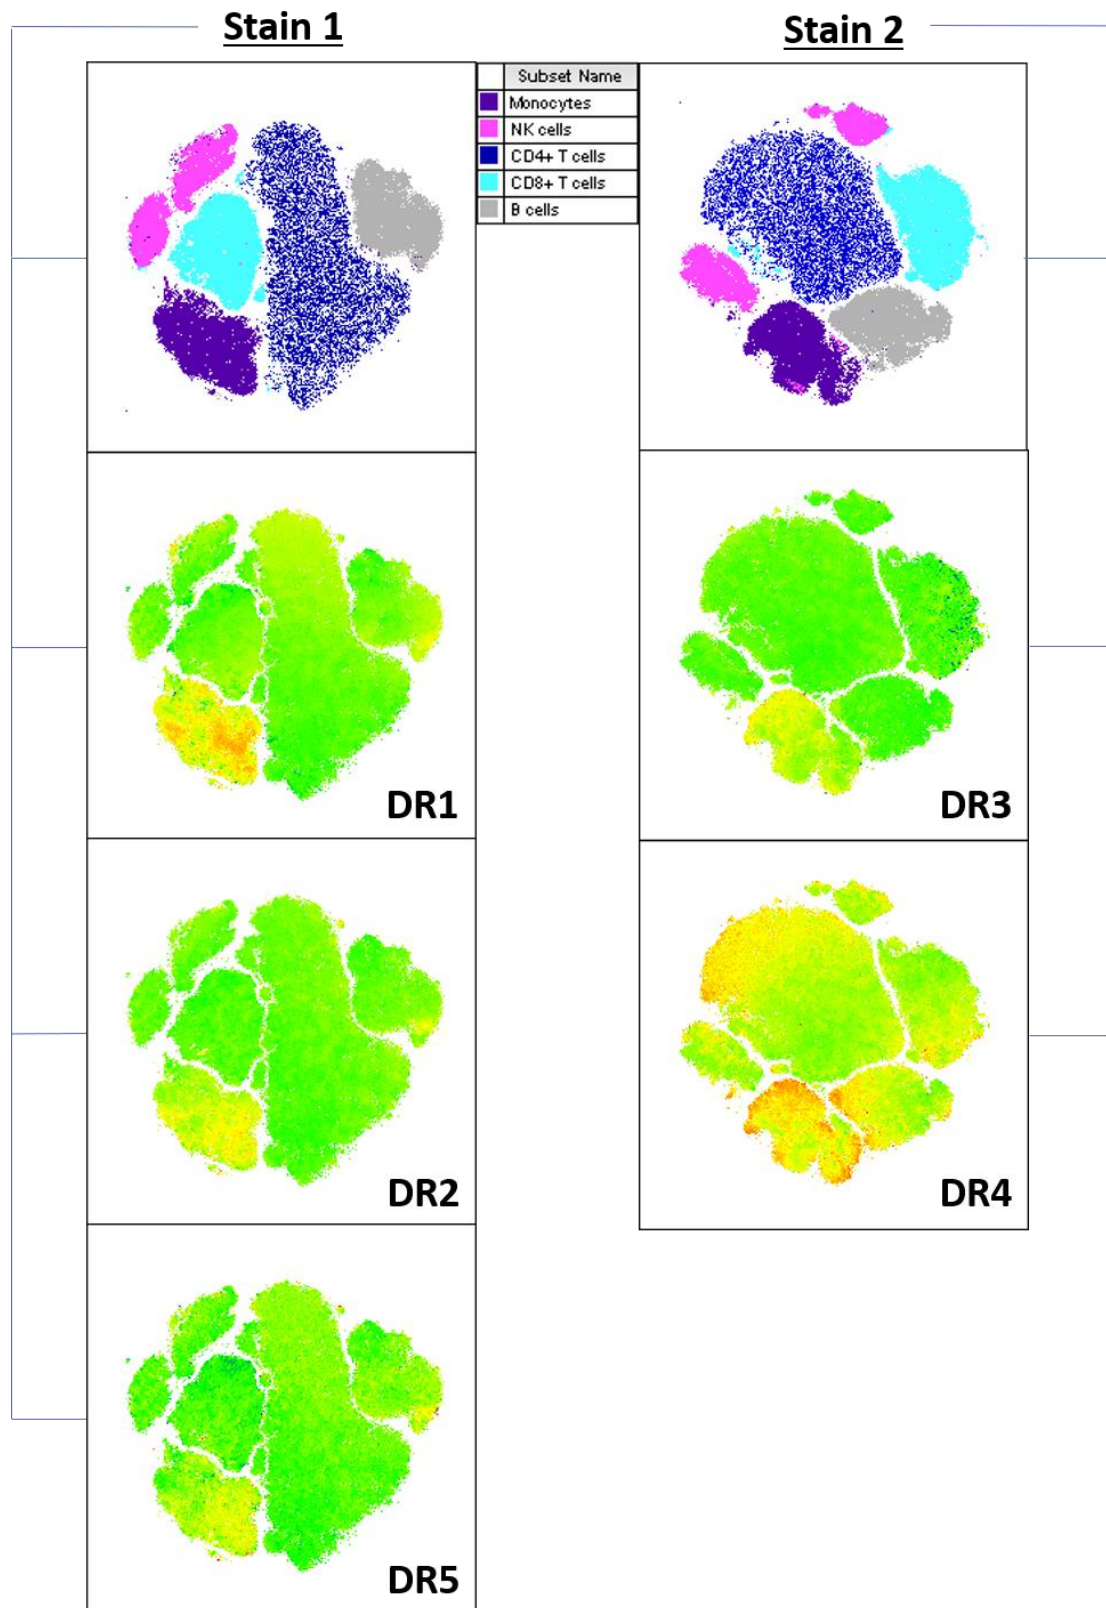 Stain 1
Stain 2
Subset Name
Monocytes
NK cells
CD4+ T cells
CD8+ T cells
B cells
DR1
DR3
DR2
DR4
DR5